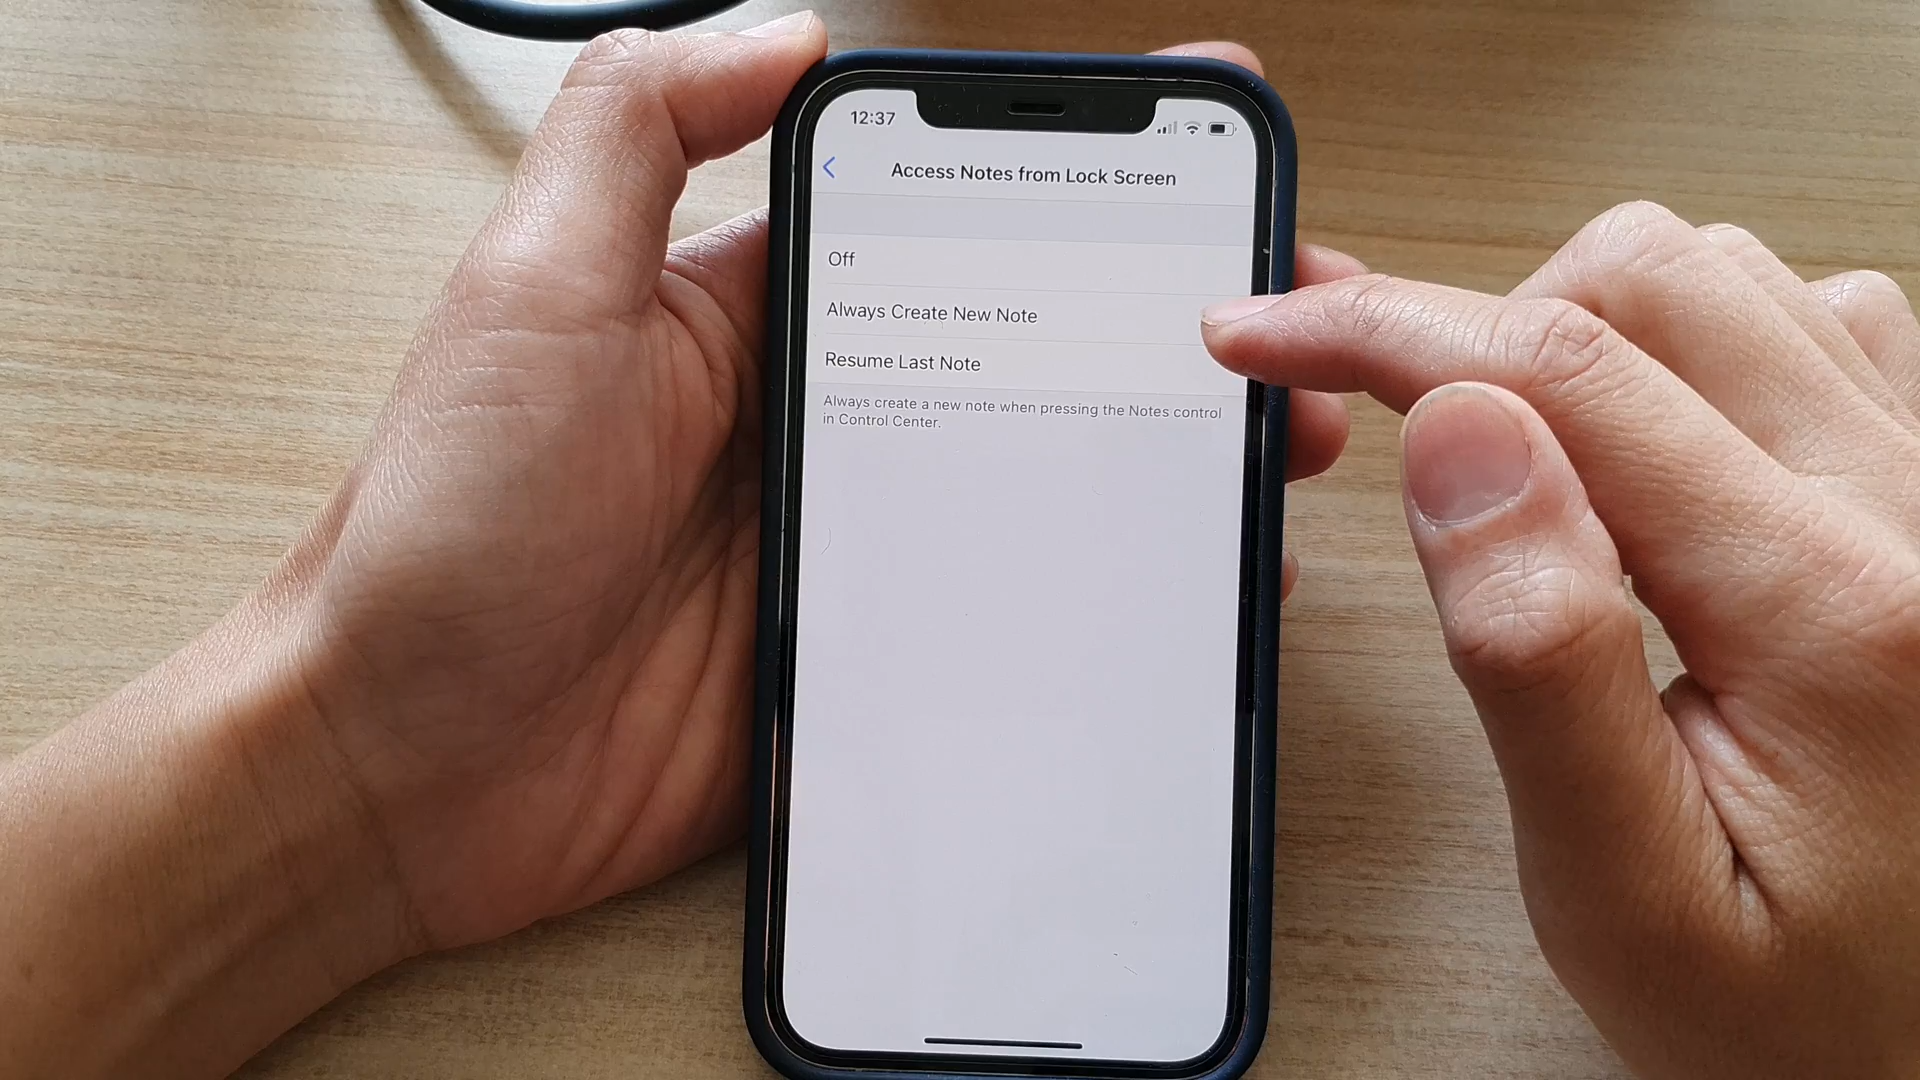 12:37
Access Notes from Lock Screen
Off
Always Create New Note
Resume Last Note
Always create a new note when pressing the Notes control
in Control Center.